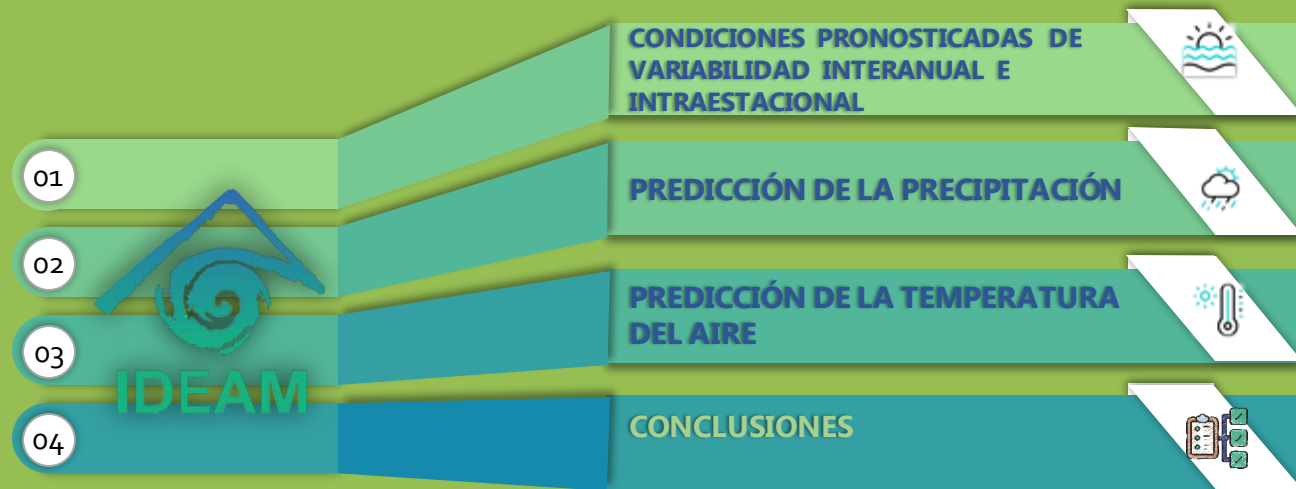 01
CONDICIONES PRONOSTICADAS DE
VARIABILIDAD INTERANUAL E
INTRAESTACIONAL
02
PREDICCIÓN DE LA PRECIPITACIÓN
03
PREDICCIÓN DE LA TEMPERATURA
DEL AIRE
04
CONCLUSIONES
IDEAM